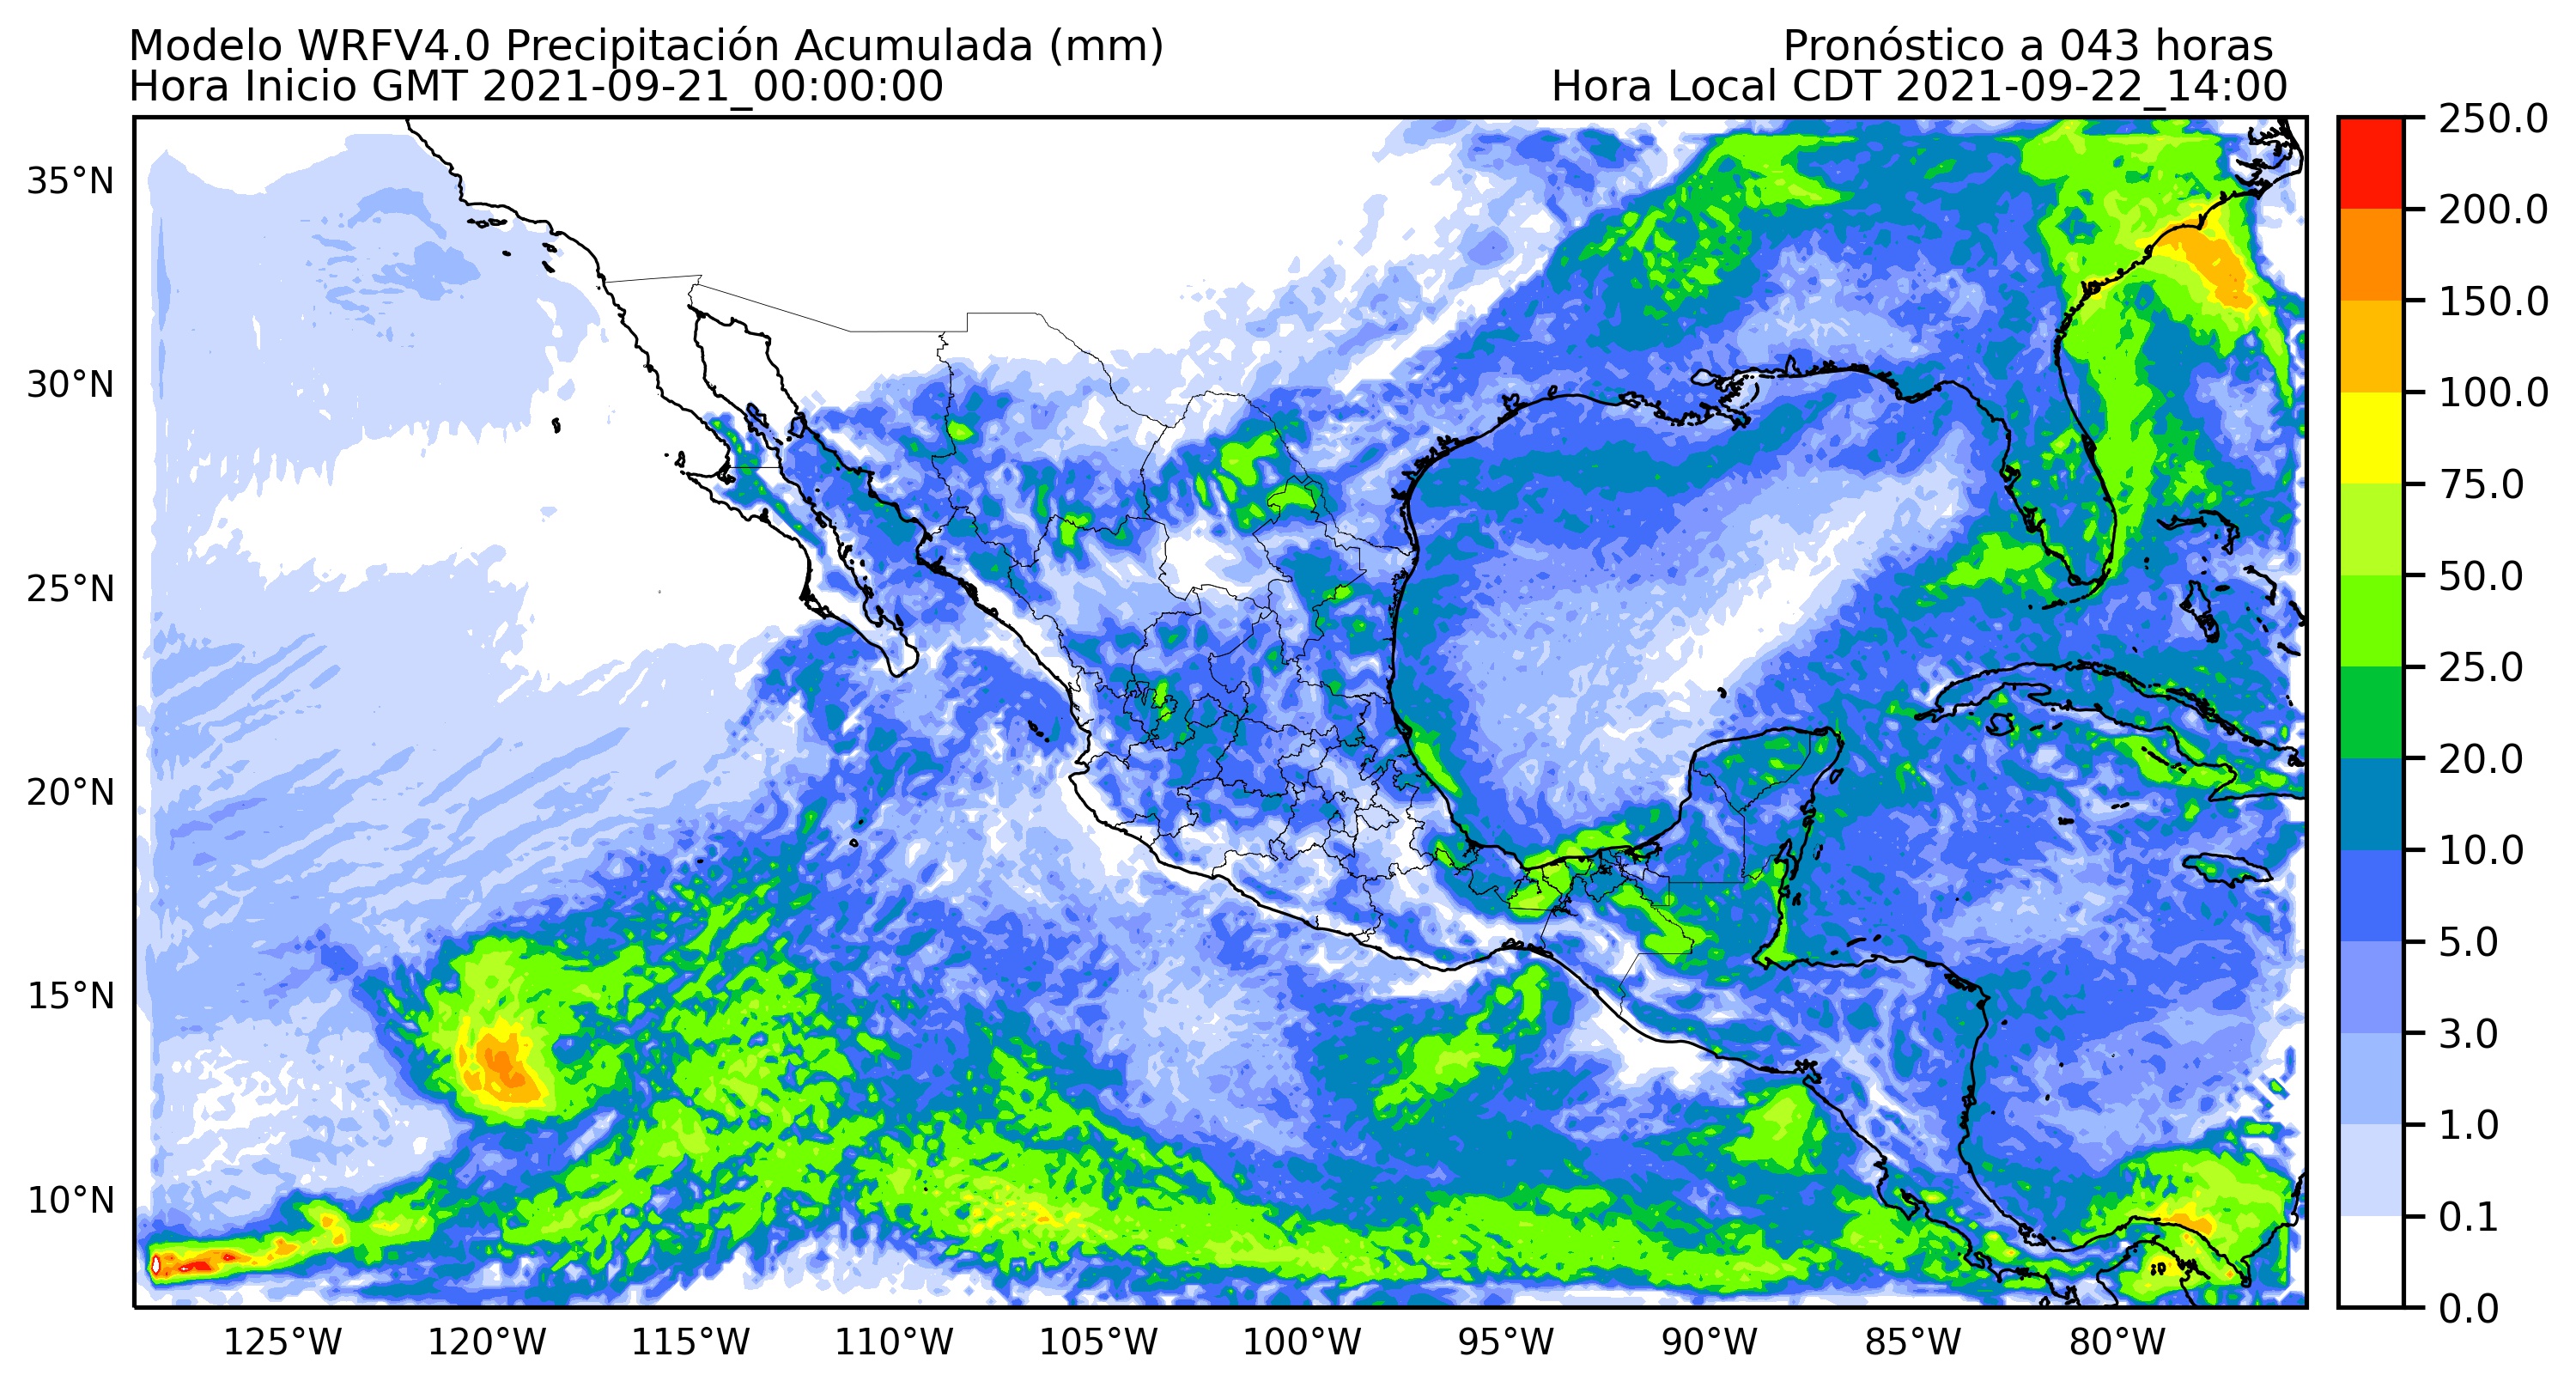 Modelo WRFV4.0 Precipitación Acumulada (mm)
Pronóstico a 043 horas
Hora Inicio GMT 2021-09-21_00:00:00
Hora Local CDT 2021-09-22_14:00
35°N
30°N
25°N
20°N
15°N
10°N
125°W
120°W
115°W
110°W
105°W
100°W
95°W
90°W
85°W
80°W
250.0
200.0
150.0
100.0
75.0
50.0
25.0
20.0
10.0
5.0
3.0
1.0
0.1
0.0